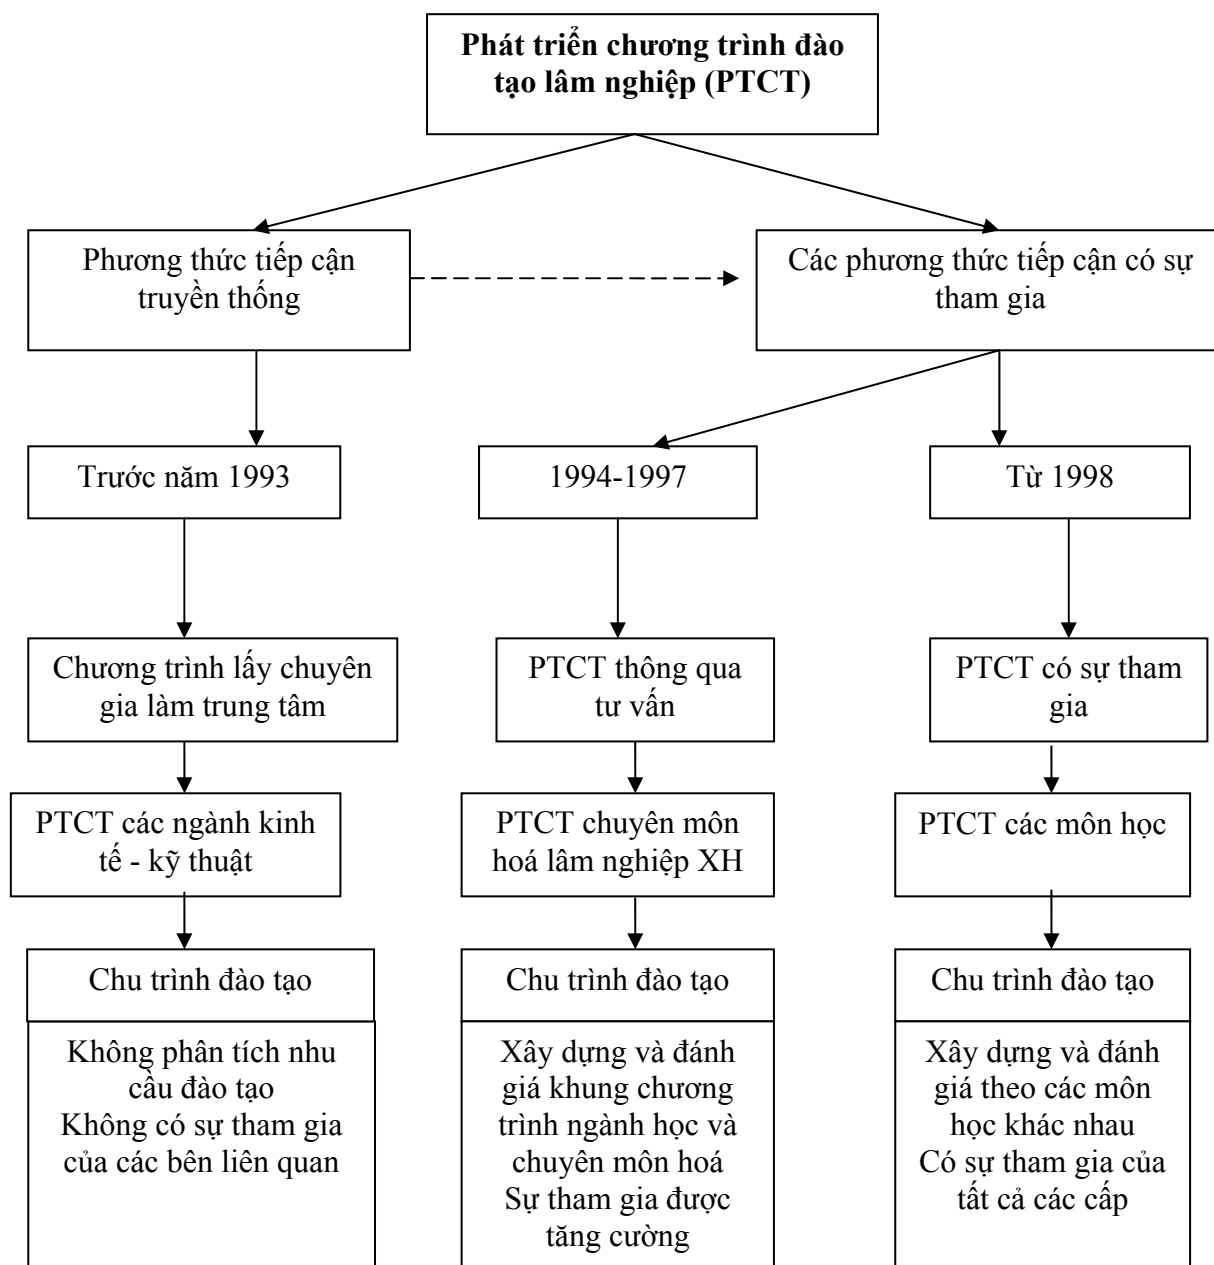 Phát triển chương trình đào
tạo lâm nghiệp (PTCT)
Phương thức tiếp cận
truyền thống
Các phương thức tiếp cận có sự
tham gia
Trước năm 1993
1994-1997
Từ 1998
Chương trình lấy chuyên
gia làm trung tâm
PTCT thông qua
tư vấn
PTCT có sự tham
gia
PTCT các ngành kinh
tế - kỹ thuật
PTCT chuyên môn
hoá lâm nghiệp XH
PTCT các môn học
Chu trình đào tạo
Không phân tích nhu
cầu đào tạo
Không có sự tham gia
của các bên liên quan
Chu trình đào tạo
Xây dựng và đánh
giá khung chương
trình ngành học và
chuyên môn hoá
Sự tham gia được
tăng cường
Chu trình đào tạo
Xây dựng và đánh
giá theo các môn
học khác nhau
Có sự tham gia của
tất cả các cấp